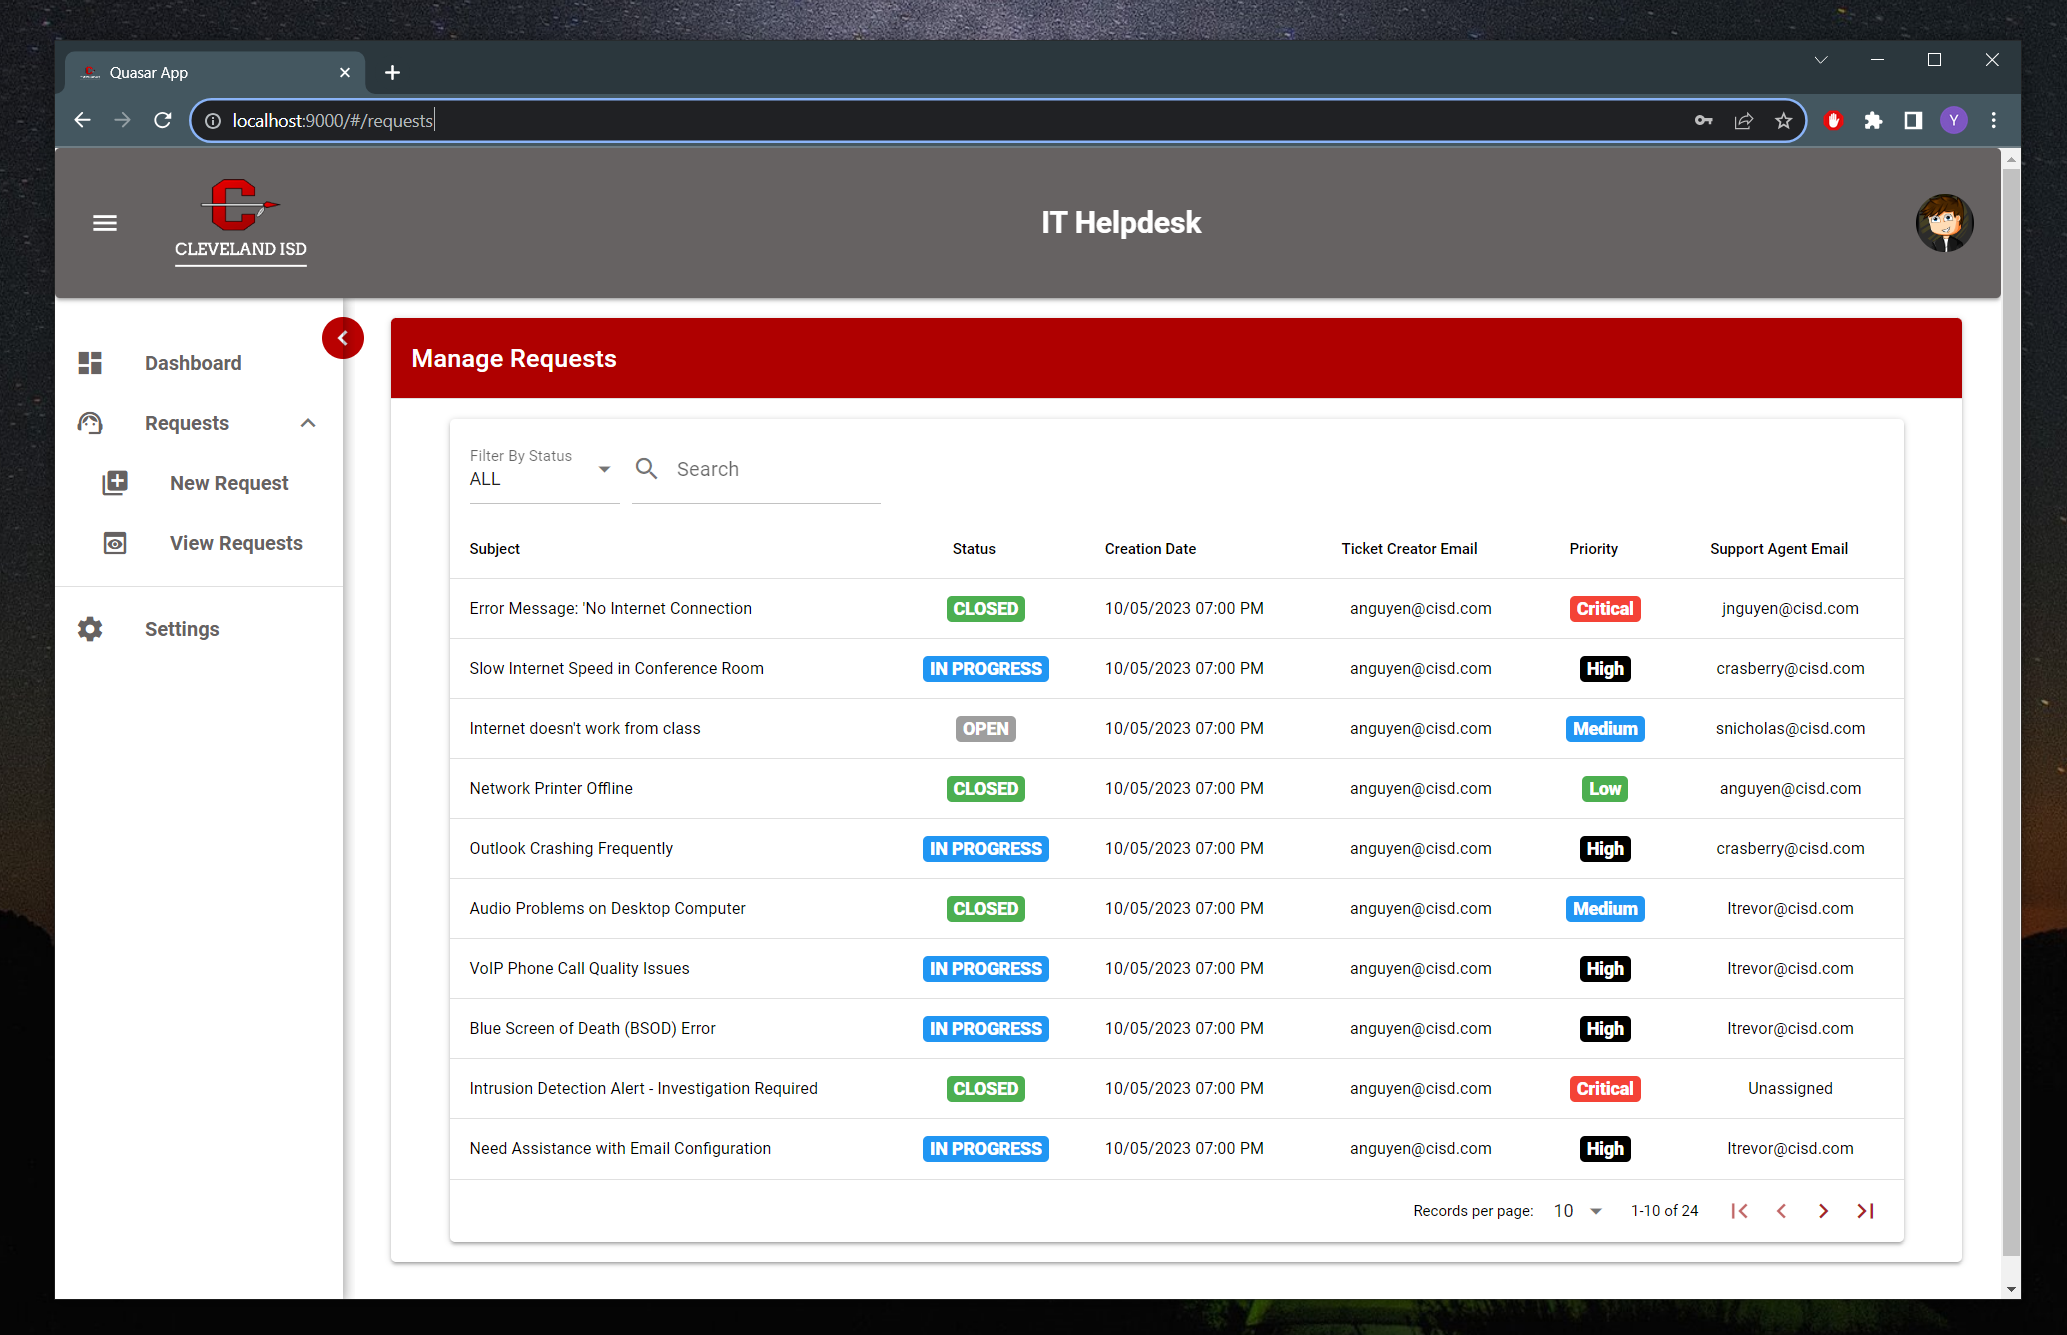 Quasar App
localhost:9000/#/requests
Y
CLEVELAND ISD
IT Helpdesk
Dashboard
Requests
New Request
View Requests
Settings
Manage Requests
Filter By Status
ALL
Search
Subject Status Creation Date Ticket Creator Email Priority Support Agent Email
Error Message: 'No Internet Connection CLOSED 10/05/2023 07:00 PM anguyen@cisd.com Critical jnguyen@cisd.com
Slow Internet Speed in Conference Room IN PROGRESS 10/05/2023 07:00 PM anguyen@cisd.com High crasberry@cisd.com
Internet doesn't work from class OPEN 10/05/2023 07:00 PM anguyen@cisd.com Medium snicholas@cisd.com
Network Printer Offline CLOSED 10/05/2023 07:00 PM anguyen@cisd.com Low anguyen@cisd.com
Outlook Crashing Frequently IN PROGRESS 10/05/2023 07:00 PM anguyen@cisd.com High crasberry@cisd.com
Audio Problems on Desktop Computer CLOSED 10/05/2023 07:00 PM anguyen@cisd.com Medium ltrevor@cisd.com
VoIP Phone Call Quality Issues IN PROGRESS 10/05/2023 07:00 PM anguyen@cisd.com High ltrevor@cisd.com
Blue Screen of Death (BSOD) Error IN PROGRESS 10/05/2023 07:00 PM anguyen@cisd.com High ltrevor@cisd.com
Intrusion Detection Alert - Investigation Required CLOSED 10/05/2023 07:00 PM anguyen@cisd.com Critical Unassigned
Need Assistance with Email Configuration IN PROGRESS 10/05/2023 07:00 PM anguyen@cisd.com High ltrevor@cisd.com
Records per page: 10 1-10 of 24